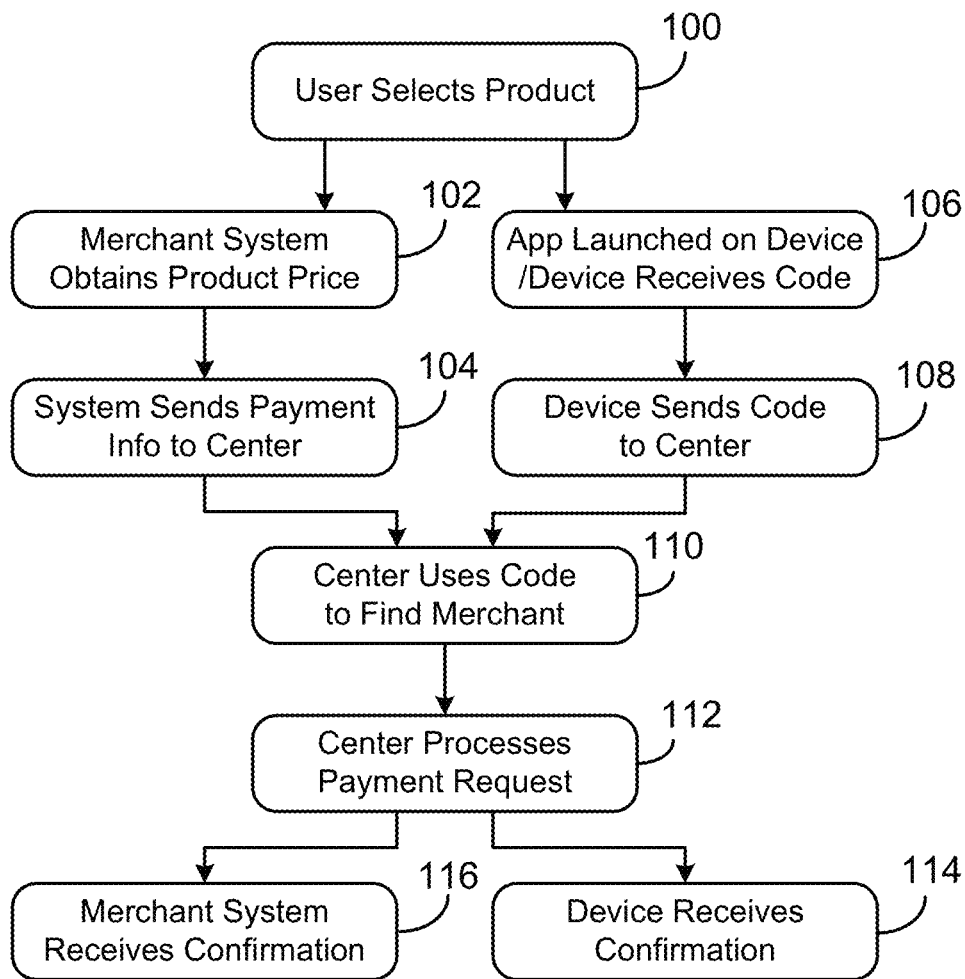 100
User Selects Product
102
Merchant System
Obtains Product Price
106
App Launched on Device
/Device Receives Code
104
System Sends Payment
Info to Center
108
Device Sends Code
to Center
110
Center Uses Code
to Find Merchant
112
Center Processes
Payment Request
116
Merchant System
Receives Confirmation
114
Device Receives
Confirmation